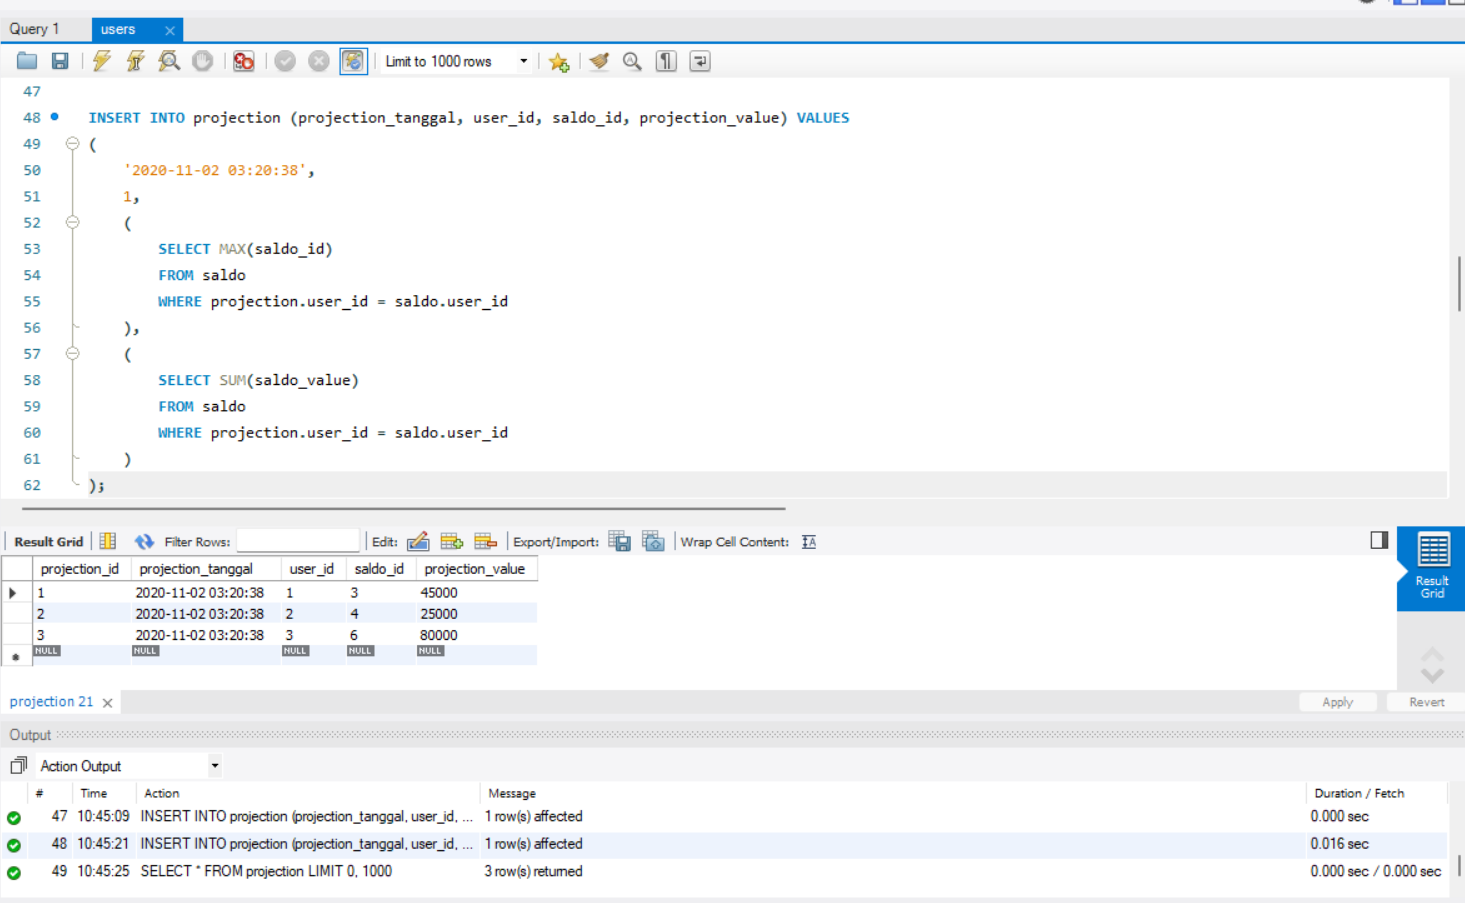 Query 1
users
Limit to 1000 rows
47
48 INSERT INTO projection (projection_tanggal, user_id, saldo_id, projection_value) VALUES
49 (
50 '2020-11-02 03:20:38',
51 1,
52 (
53 SELECT MAX(saldo_id)
54 FROM saldo
55 WHERE projection.user_id = saldo.user_id
56 ),
57 (
58 SELECT SUM(saldo_value)
59 FROM saldo
60 WHERE projection.user_id = saldo.user_id
61 )
62 );
Result Grid Filter Rows: Edit: Export/Import: Wrap Cell Content:
projection_id projection_tanggal user_id saldo_id projection_value
1 2020-11-02 03:20:38 1 3 45000
2 2020-11-02 03:20:38 2 4 25000
3 2020-11-02 03:20:38 3 6 80000
NULL NULL NULL NULL NULL
Result
Grid
projection 21
Apply Revert
Output
Action Output
# Time Action Message Duration / Fetch
47 10:45:09 INSERT INTO projection (projection_tanggal, user_id, ... 1 row(s) affected 0.000 sec
48 10:45:21 INSERT INTO projection (projection_tanggal, user_id, ... 1 row(s) affected 0.016 sec
49 10:45:25 SELECT * FROM projection LIMIT 0, 1000 3 row(s) returned 0.000 sec / 0.000 sec